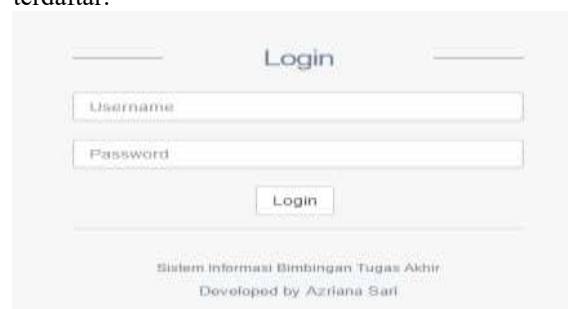 terdaftar.
Login
Username
Password
Login
Sistem Informasi Bimbingan Tugas Akhir
Developed by Azriana Sari